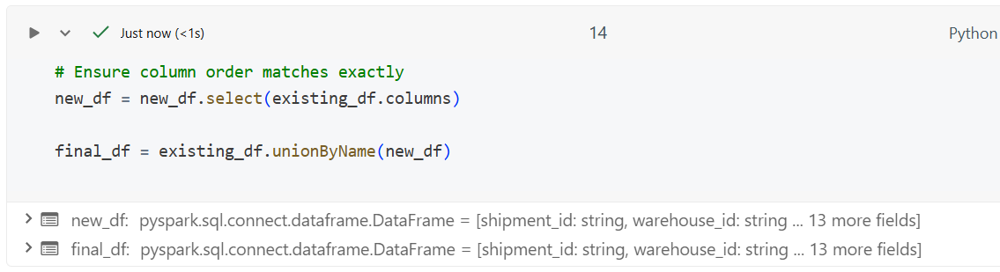 Just now (<1s)
14
Python
# Ensure column order matches exactly
new_df = new_df.select(existing_df.columns)
final_df = existing_df.unionByName(new_df)
new_df: pyspark.sql.connect.dataframe.DataFrame = [shipment_id: string, warehouse_id: string ... 13 more fields]
final_df: pyspark.sql.connect.dataframe.DataFrame = [shipment_id: string, warehouse_id: string ... 13 more fields]